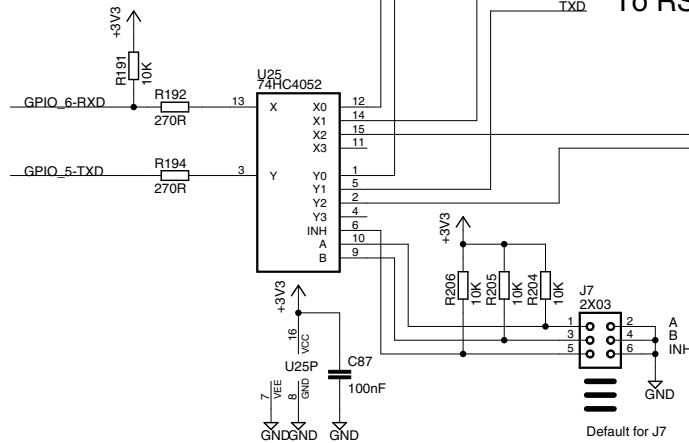 TXD
To RS
+3V3
R191
10K
U25
74HC4052
GPIO_6-RXD
R192
270R
13
X
X0
12
X1
14
X2
15
X3
11
GPIO_5-TXD
R194
270R
3
Y
Y0
1
Y1
5
Y2
2
Y3
4
INH
6
A
10
B
9
+3V3
R206
10K
R205
10K
R204
10K
J7
2X03
1
2
A
3
4
B
5
6
INH
GND
Default for J7
+3V3
16
VCC
U25P
C87
100nF
7
VEE
8
GND
GND
GND
GND